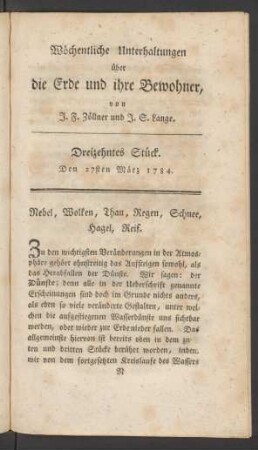 Wöchentliche Unterhaltungen
über
die Erde und ihre Bewohner,
von
J. F. Zöllner und J. S. Lange.
Dreizehntes Stück.
Den 27sten März 1784.
Nebel, Wolken, Thau, Regen, Schnee,
Hagel, Reif.
Zu den wichtigsten Veränderungen in der Atmos-
phäre gehört ohnstreitig das Aufsteigen sowohl, als
das Herabfallen der Dünste. Wir sagen: der
Dünste; denn alle in der Ueberschrift genannte
Erscheinungen sind doch im Grunde nichts anders,
als eben so viele veränderte Gestalten, unter wel-
chen die aufgestiegenen Wasserdünste uns sichtbar
werden, oder wieder zur Erde nieder fallen. Das
allgemeinste hiervon ist bereits oben in dem zwei-
ten und dritten Stücke berührt worden, indem
wir von dem fortgesetzten Kreislaufe des Wassers
N